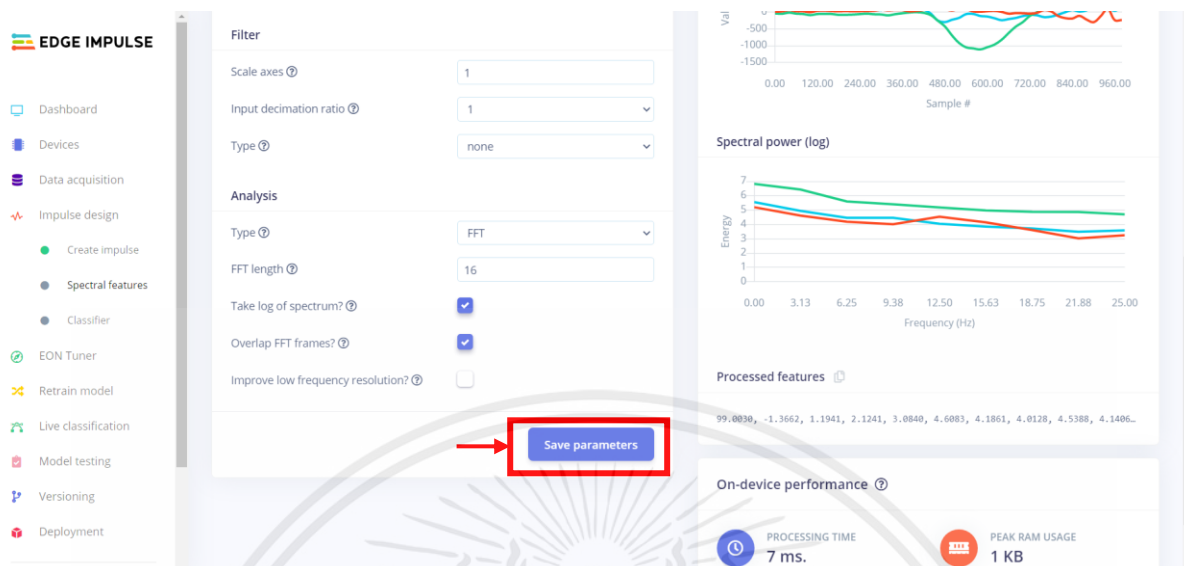 EDGE IMPULSE
Dashboard
Devices
Data acquisition
Impulse design
Create impulse
Spectral features
Classifier
EON Tuner
Retrain model
Live classification
Model testing
Versioning
Deployment
Filter
Scale axes
1
Input decimation ratio
1
Type
none
Analysis
Type
FFT
FFT length
16
Take log of spectrum?
Overlap FFT frames?
Improve low frequency resolution?
Save parameters
Val
0
-500
-1000
-1500
0.00 120.00 240.00 360.00 480.00 600.00 720.00 840.00 960.00
Sample #
Spectral power (log)
Energy
7
6
5
4
3
2
1
0
0.00 3.13 6.25 9.38 12.50 15.63 18.75 21.88 25.00
Frequency (Hz)
Processed features
99.0030, -1.3662, 1.1941, 2.1241, 3.0840, 4.6083, 4.1861, 4.0128, 4.5388, 4.1406…
On-device performance
PROCESSING TIME
7 ms.
PEAK RAM USAGE
1 KB